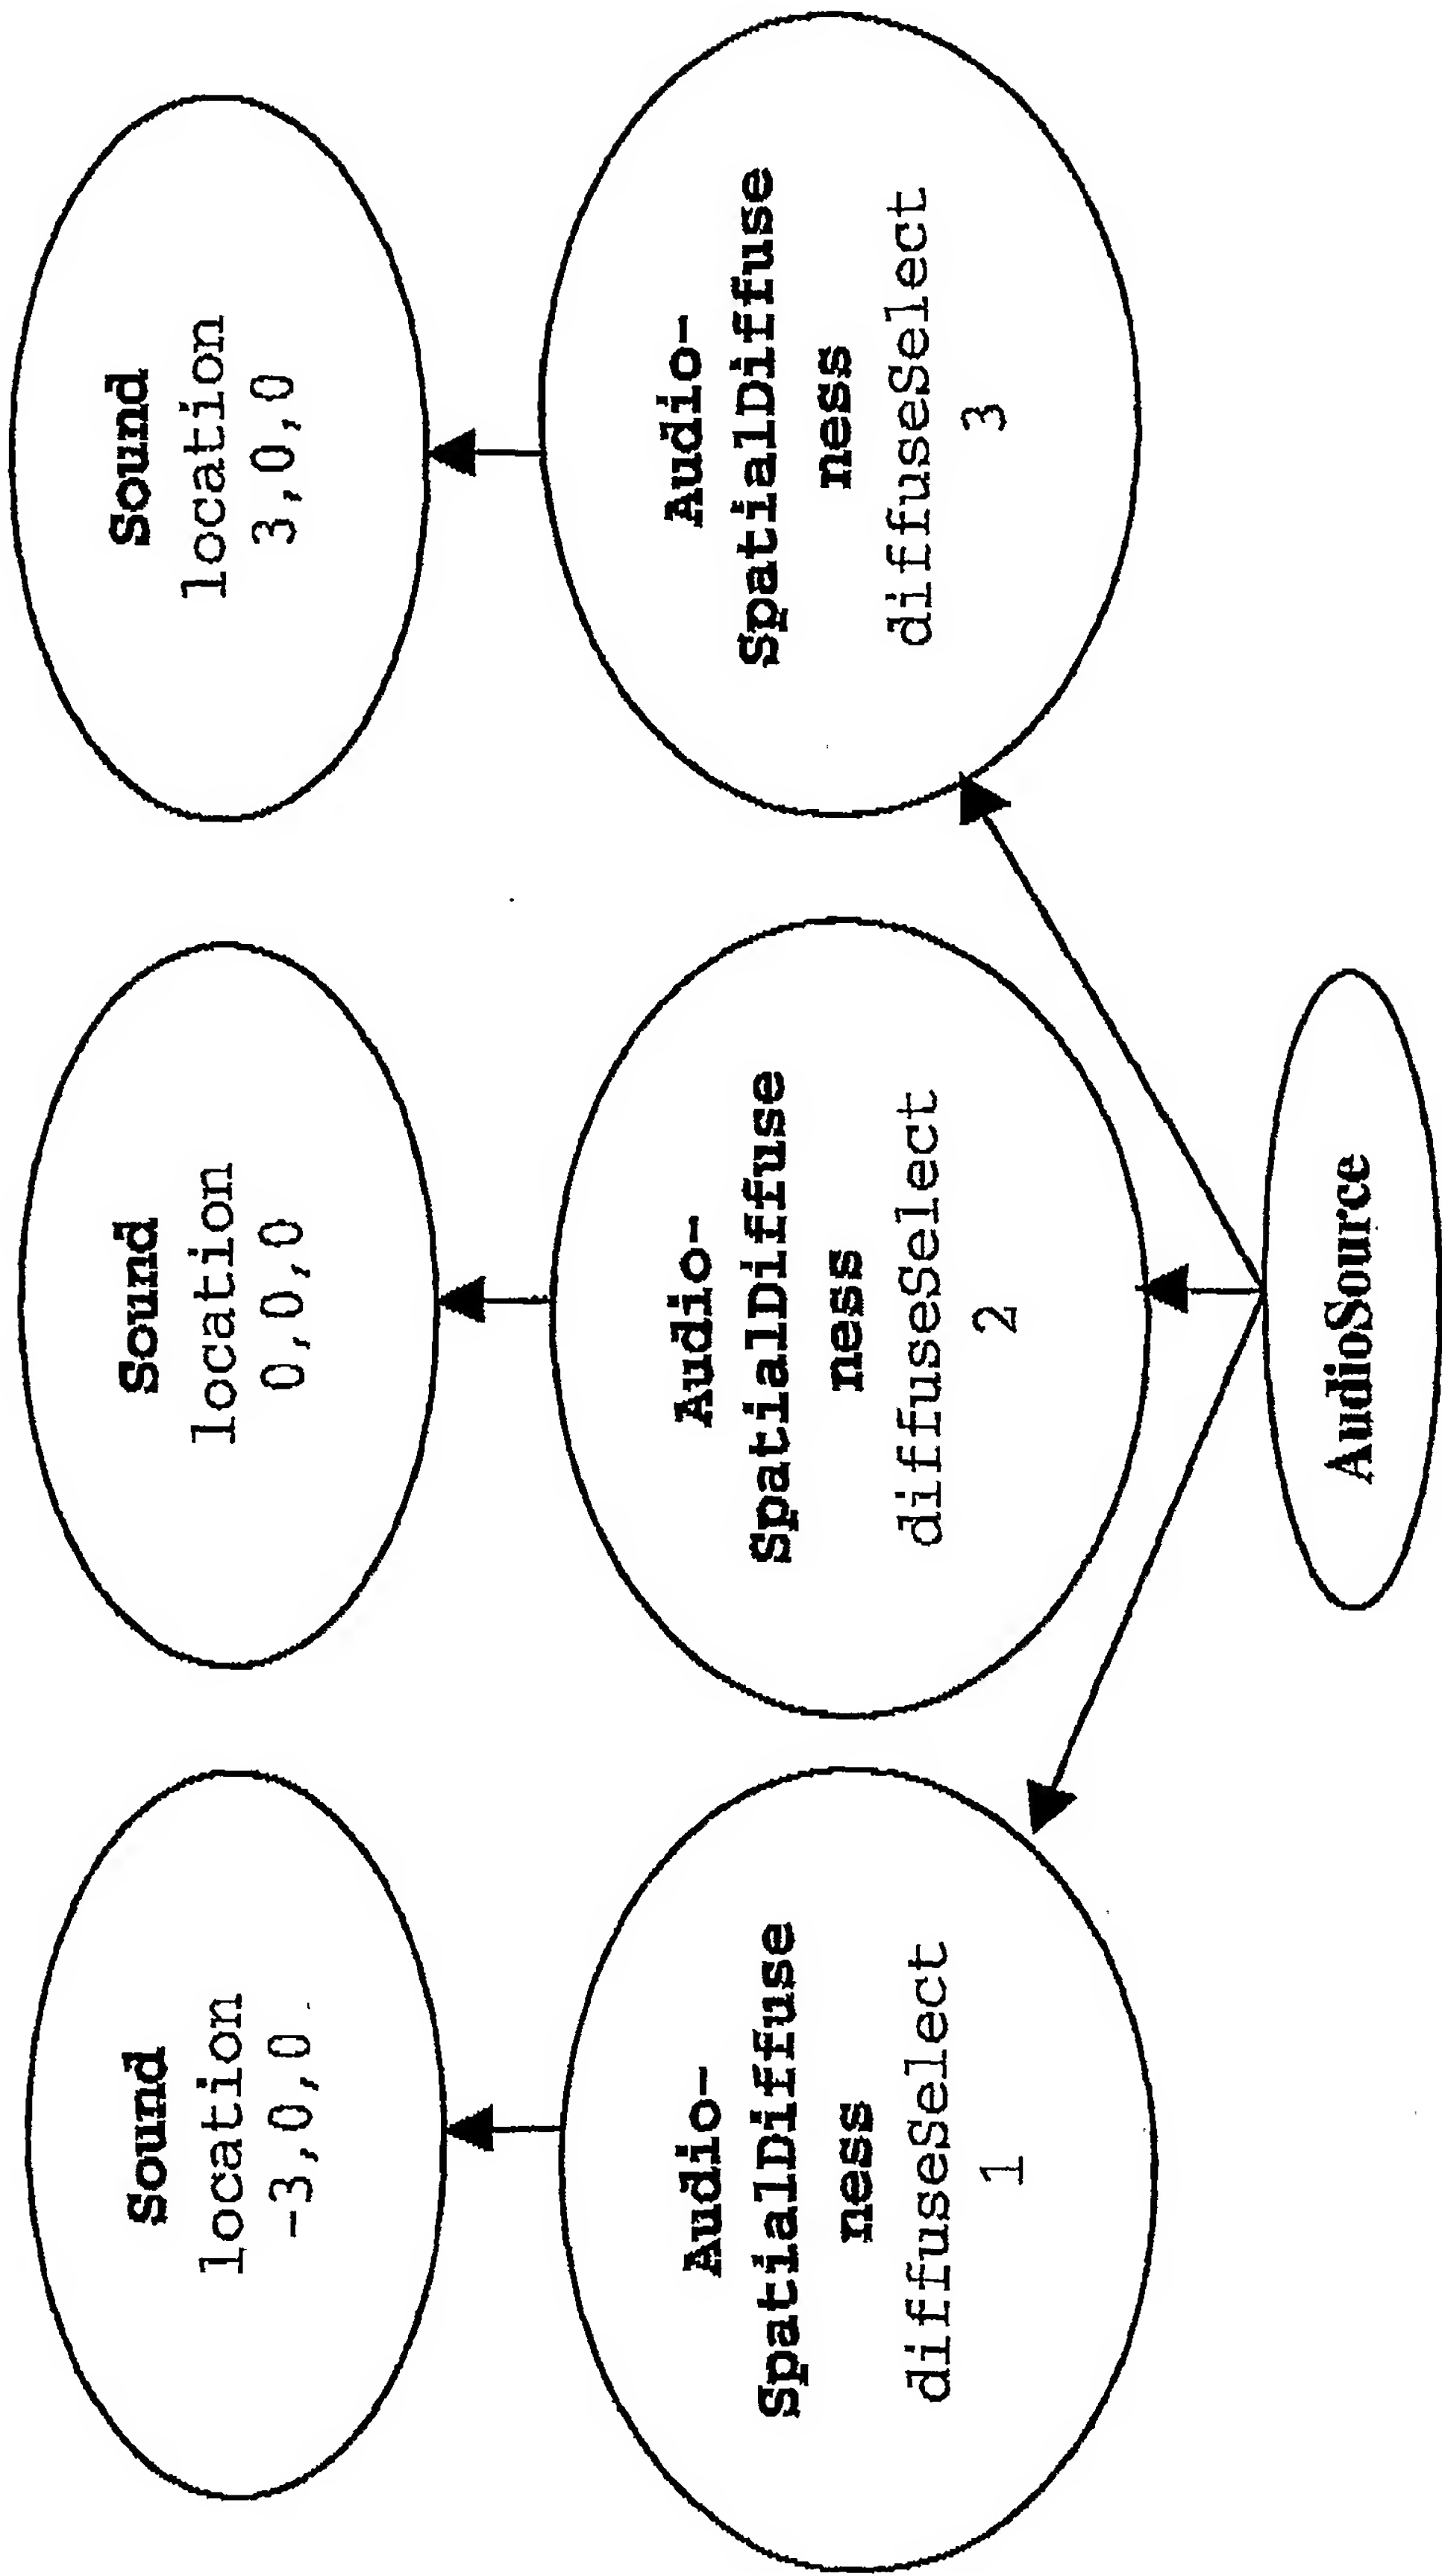 Sound
location
-3,0,0
Sound
location
0,0,0
Sound
location
3,0,0
Audio-
SpatialDiffuse
ness
diffuseSelect
1
Audio-
SpatialDiffuse
ness
diffuseSelect
2
Audio-
SpatialDiffuse
ness
diffuseSelect
3
AudioSource